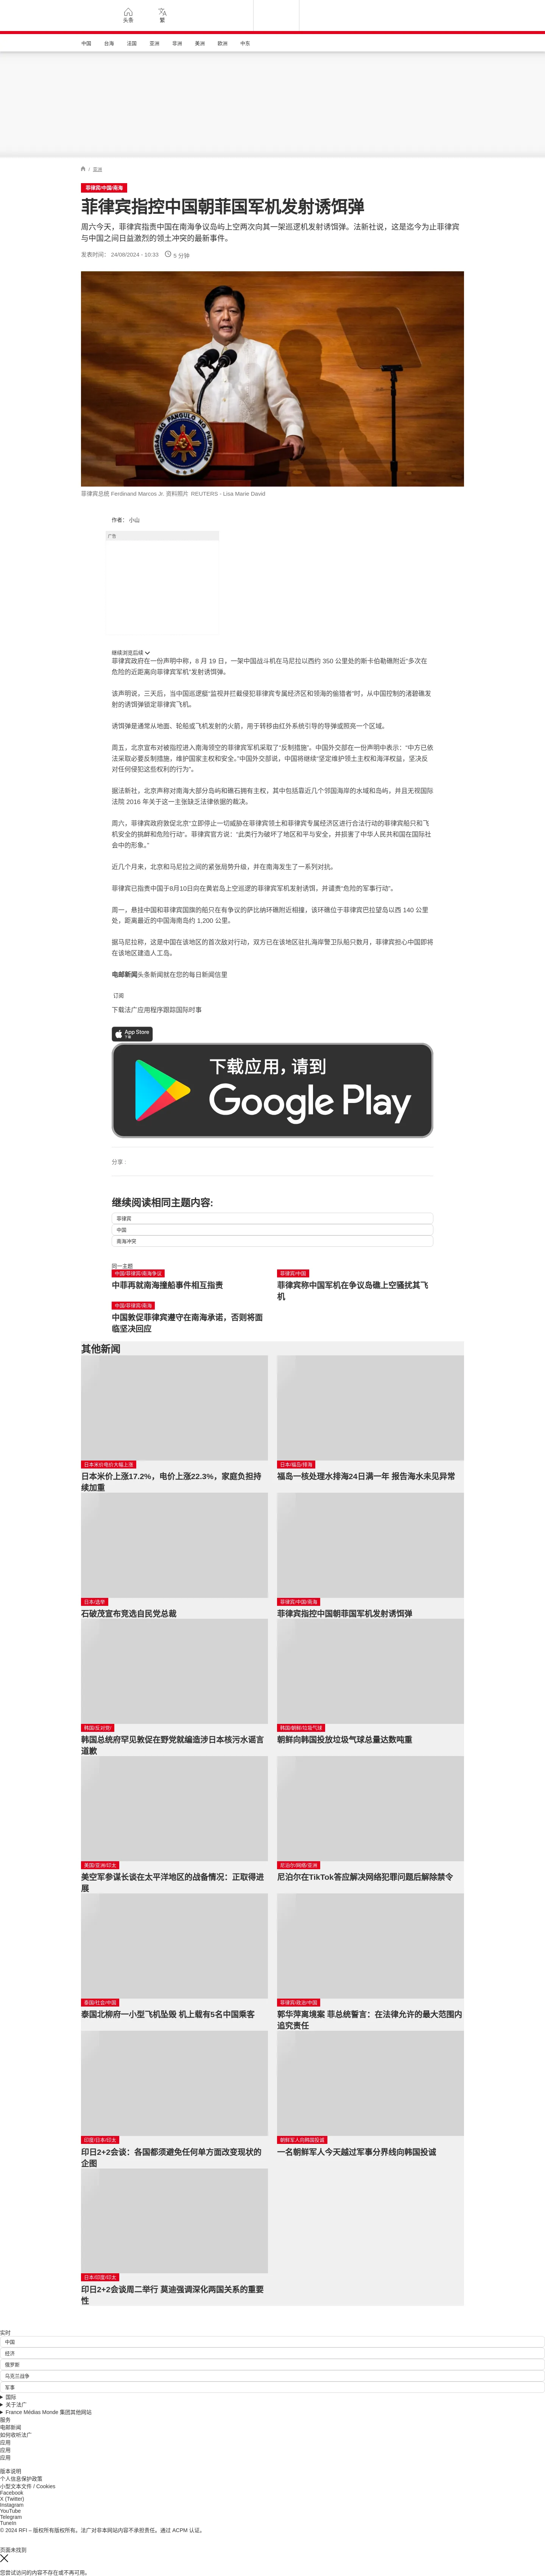 头条
繁
中国 台海 法国 亚洲 非洲 美洲 欧洲 中东
/ 亚洲
菲律宾/中国/南海
菲律宾指控中国朝菲国军机发射诱饵弹
周六今天，菲律宾指责中国在南海争议岛屿上空两次向其一架巡逻机发射诱饵弹。法新社说，这是迄今为止菲律宾
与中国之间日益激烈的领土冲突的最新事件。
发表时间： 24/08/2024 - 10:33 5 分钟
菲律宾总统 Ferdinand Marcos Jr. 资料照片 REUTERS - Lisa Marie David
作者： 小山
广告
继续浏览后续
菲律宾政府在一份声明中称，8 月 19 日，一架中国战斗机在马尼拉以西约 350 公里处的斯卡伯勒礁附近“多次在
危险的近距离向菲律宾军机”发射诱饵弹。
该声明说，三天后，当中国巡逻艇“监视并拦截侵犯菲律宾专属经济区和领海的偷猎者”时，从中国控制的渚碧礁发
射的诱饵弹锁定菲律宾飞机。
诱饵弹是通常从地面、轮船或飞机发射的火箭，用于转移由红外系统引导的导弹或照亮一个区域。
周五，北京宣布对被指控进入南海领空的菲律宾军机采取了“反制措施”。中国外交部在一份声明中表示：“中方已依
法采取必要反制措施，维护国家主权和安全。”中国外交部说，中国将继续“坚定维护领土主权和海洋权益，坚决反
对任何侵犯这些权利的行为”。
据法新社，北京声称对南海大部分岛屿和礁石拥有主权，其中包括靠近几个邻国海岸的水域和岛屿，并且无视国际
法院 2016 年关于这一主张缺乏法律依据的裁决。
周六，菲律宾政府敦促北京“立即停止一切威胁在菲律宾领土和菲律宾专属经济区进行合法行动的菲律宾船只和飞
机安全的挑衅和危险行动”。菲律宾官方说：“此类行为破坏了地区和平与安全，并损害了中华人民共和国在国际社
会中的形象。”
近几个月来，北京和马尼拉之间的紧张局势升级，并在南海发生了一系列对抗。
菲律宾已指责中国于8月10日向在黄岩岛上空巡逻的菲律宾军机发射诱饵，并谴责“危险的军事行动”。
周一，悬挂中国和菲律宾国旗的船只在有争议的萨比纳环礁附近相撞，该环礁位于菲律宾巴拉望岛以西 140 公里
处，距离最近的中国海南岛约 1,200 公里。
据马尼拉称，这是中国在该地区的首次敌对行动，双方已在该地区驻扎海岸警卫队船只数月，菲律宾担心中国即将
在该地区建造人工岛。
电邮新闻头条新闻就在您的每日新闻信里
订阅
下载法广应用程序跟踪国际时事
App Store
下载
下载应用，请到
Google Play
分享 :
继续阅读相同主题内容:
菲律宾
中国
南海冲突
同一主题
中国/菲律宾/南海争议
中菲再就南海撞船事件相互指责
菲律宾/中国
菲律宾称中国军机在争议岛礁上空骚扰其飞
机
中国/菲律宾/南海
中国敦促菲律宾遵守在南海承诺，否则将面
临坚决回应
其他新闻
日本米价电价大幅上涨
日本米价上涨17.2%，电价上涨22.3%，家庭负担持
续加重
日本/福岛/排海
福岛一核处理水排海24日满一年 报告海水未见异常
日本/选举
石破茂宣布竞选自民党总裁
菲律宾/中国/南海
菲律宾指控中国朝菲国军机发射诱饵弹
韩国/反对党/
韩国总统府罕见敦促在野党就编造涉日本核污水谣言
道歉
韩国/朝鲜/垃圾气球
朝鲜向韩国投放垃圾气球总量达数吨重
美国/亚洲/印太
美空军参谋长谈在太平洋地区的战备情况：正取得进
展
尼泊尔/网络/亚洲
尼泊尔在TikTok答应解决网络犯罪问题后解除禁令
泰国/社会/中国
泰国北柳府一小型飞机坠毁 机上载有5名中国乘客
菲律宾/政治/中国
郭华萍离境案 菲总统誓言：在法律允许的最大范围内
追究责任
印度/日本/印太
印日2+2会谈：各国都须避免任何单方面改变现状的
企图
朝鲜军人向韩国投诚
一名朝鲜军人今天越过军事分界线向韩国投诚
日本/印度/印太
印日2+2会谈周二举行 莫迪强调深化两国关系的重要
性
实时
中国
经济
俄罗斯
乌克兰战争
军事
国际
关于法广
France Médias Monde 集团其他网站
服务
电邮新闻
如何收听法广
应用
应用
应用
版本说明
个人信息保护政策
小型文本文件 / Cookies
Facebook
X (Twitter)
Instagram
YouTube
Telegram
TuneIn
© 2024 RFI – 版权所有版权所有。法广对非本网站内容不承担责任。通过 ACPM 认证。
页面未找到
您尝试访问的内容不存在或不再可用。